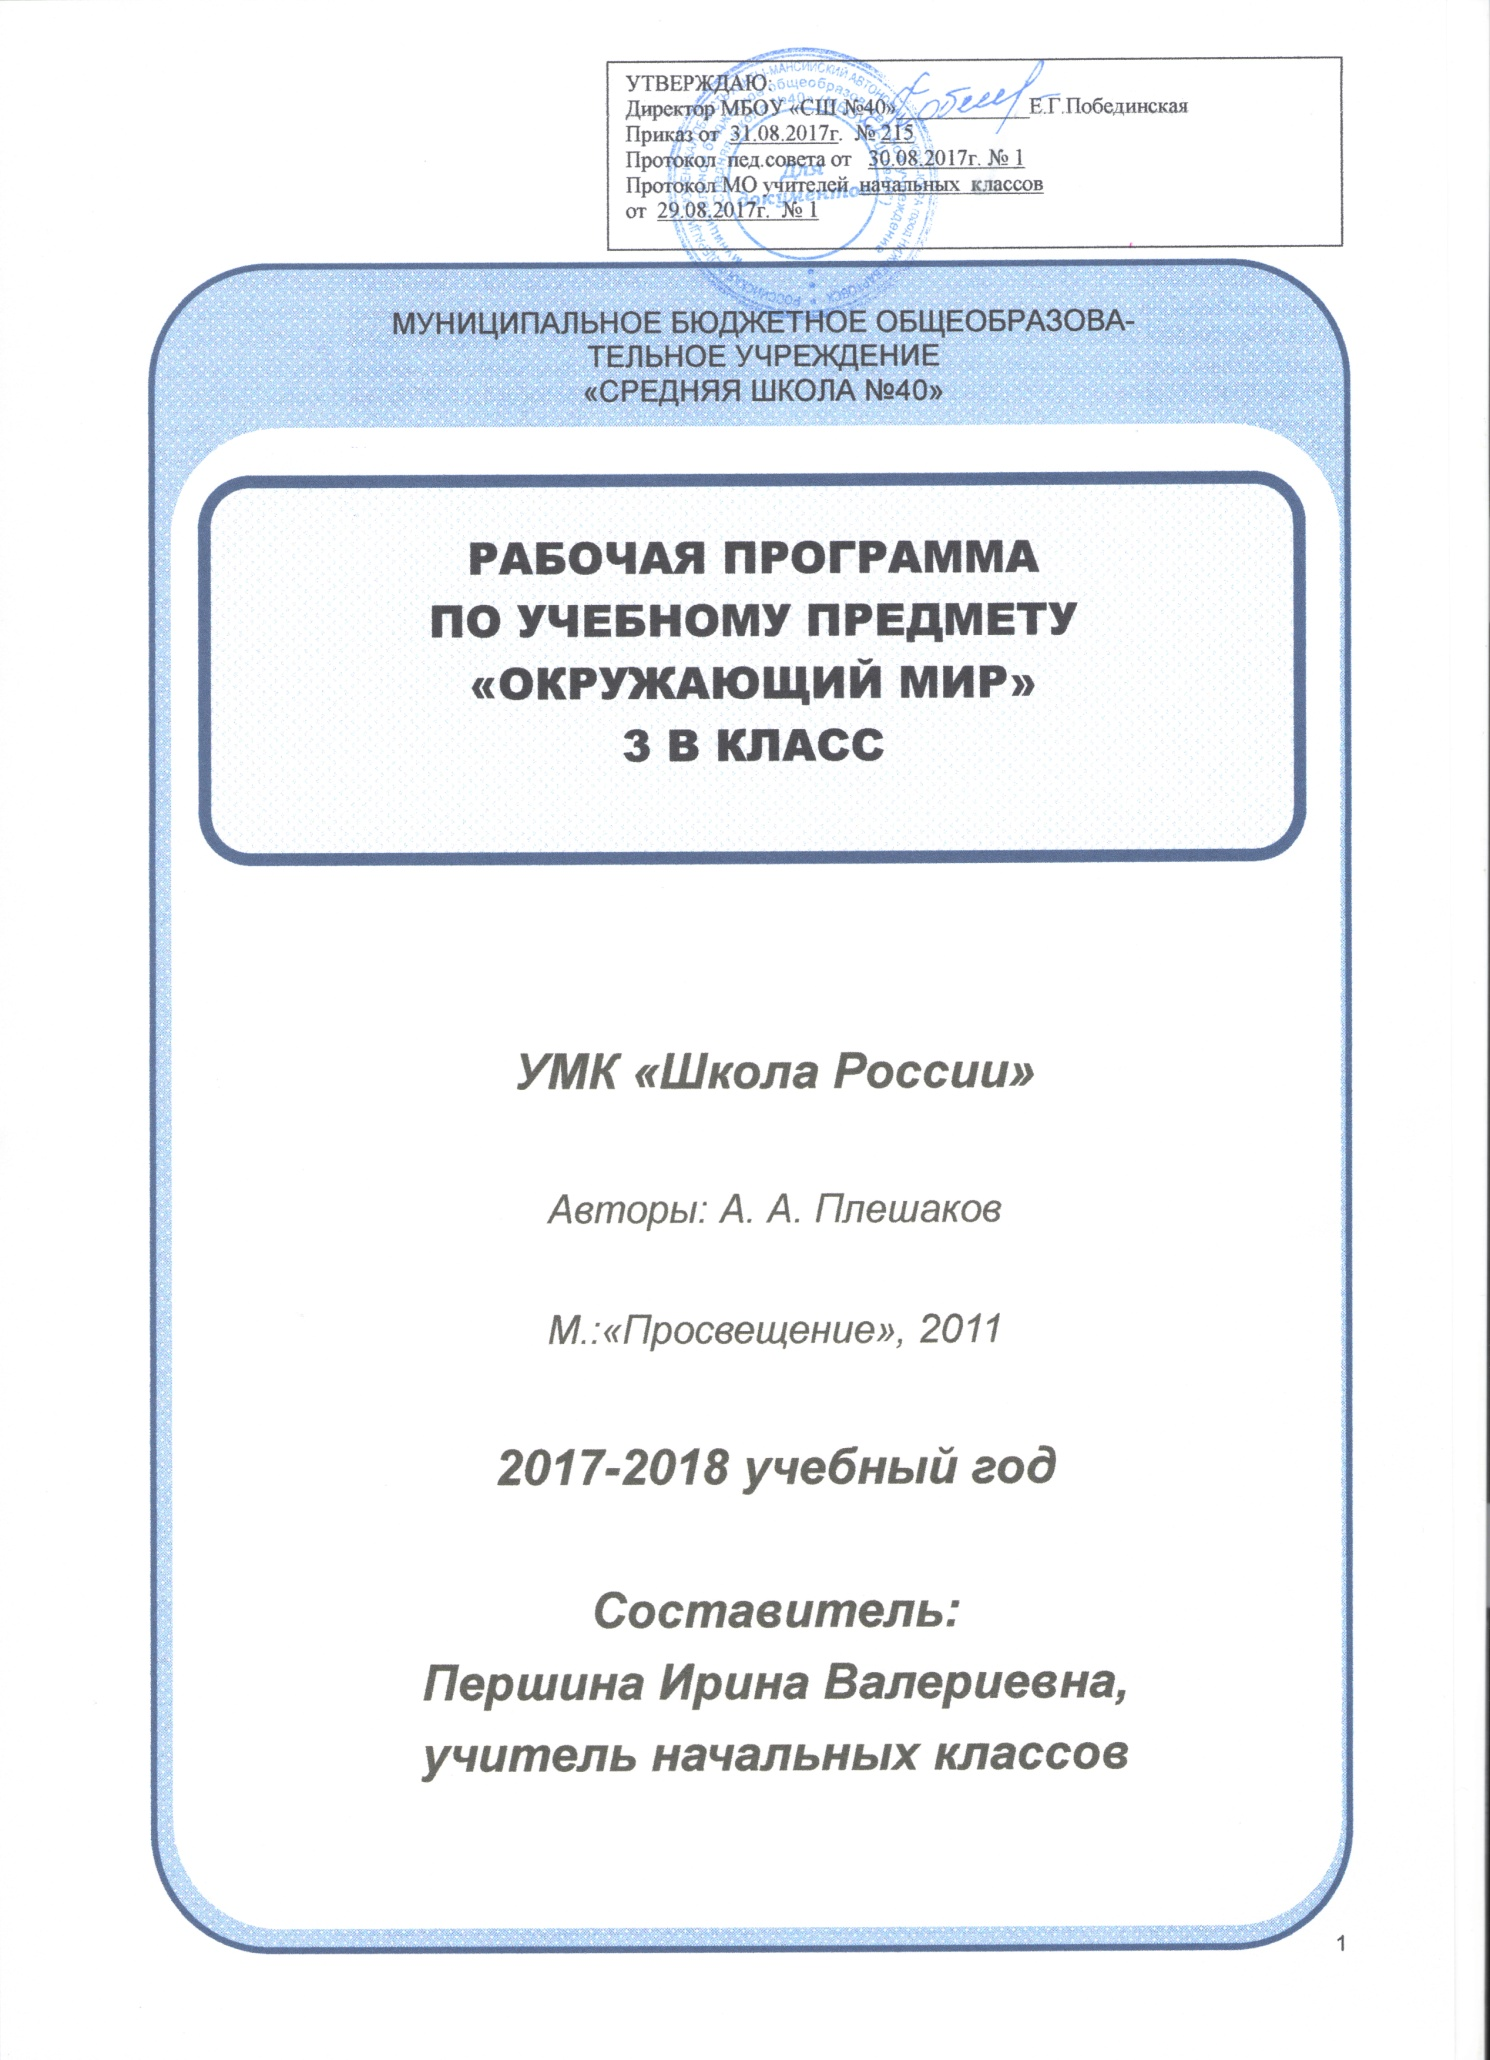 УТВЕРЖДАЮ:
Директор МБОУ «СШ №40»____________Е.Г.Побединская
Приказ от 31.08.2017г. № 215
Протокол пед.совета от 30.08.2017г. № 1
Протокол МО учителей начальных классов
от 29.08.2017г. № 1
Для
документов
МУНИЦИПАЛЬНОЕ БЮДЖЕТНОЕ ОБЩЕОБРАЗОВА-
ТЕЛЬНОЕ УЧРЕЖДЕНИЕ
«СРЕДНЯЯ ШКОЛА №40»
РАБОЧАЯ ПРОГРАММА
ПО УЧЕБНОМУ ПРЕДМЕТУ
«ОКРУЖАЮЩИЙ МИР»
3 В КЛАСС
УМК «Школа России»
Авторы: А. А. Плешаков
М.:«Просвещение», 2011
2017-2018 учебный год
Составитель:
Першина Ирина Валериевна,
учитель начальных классов
1